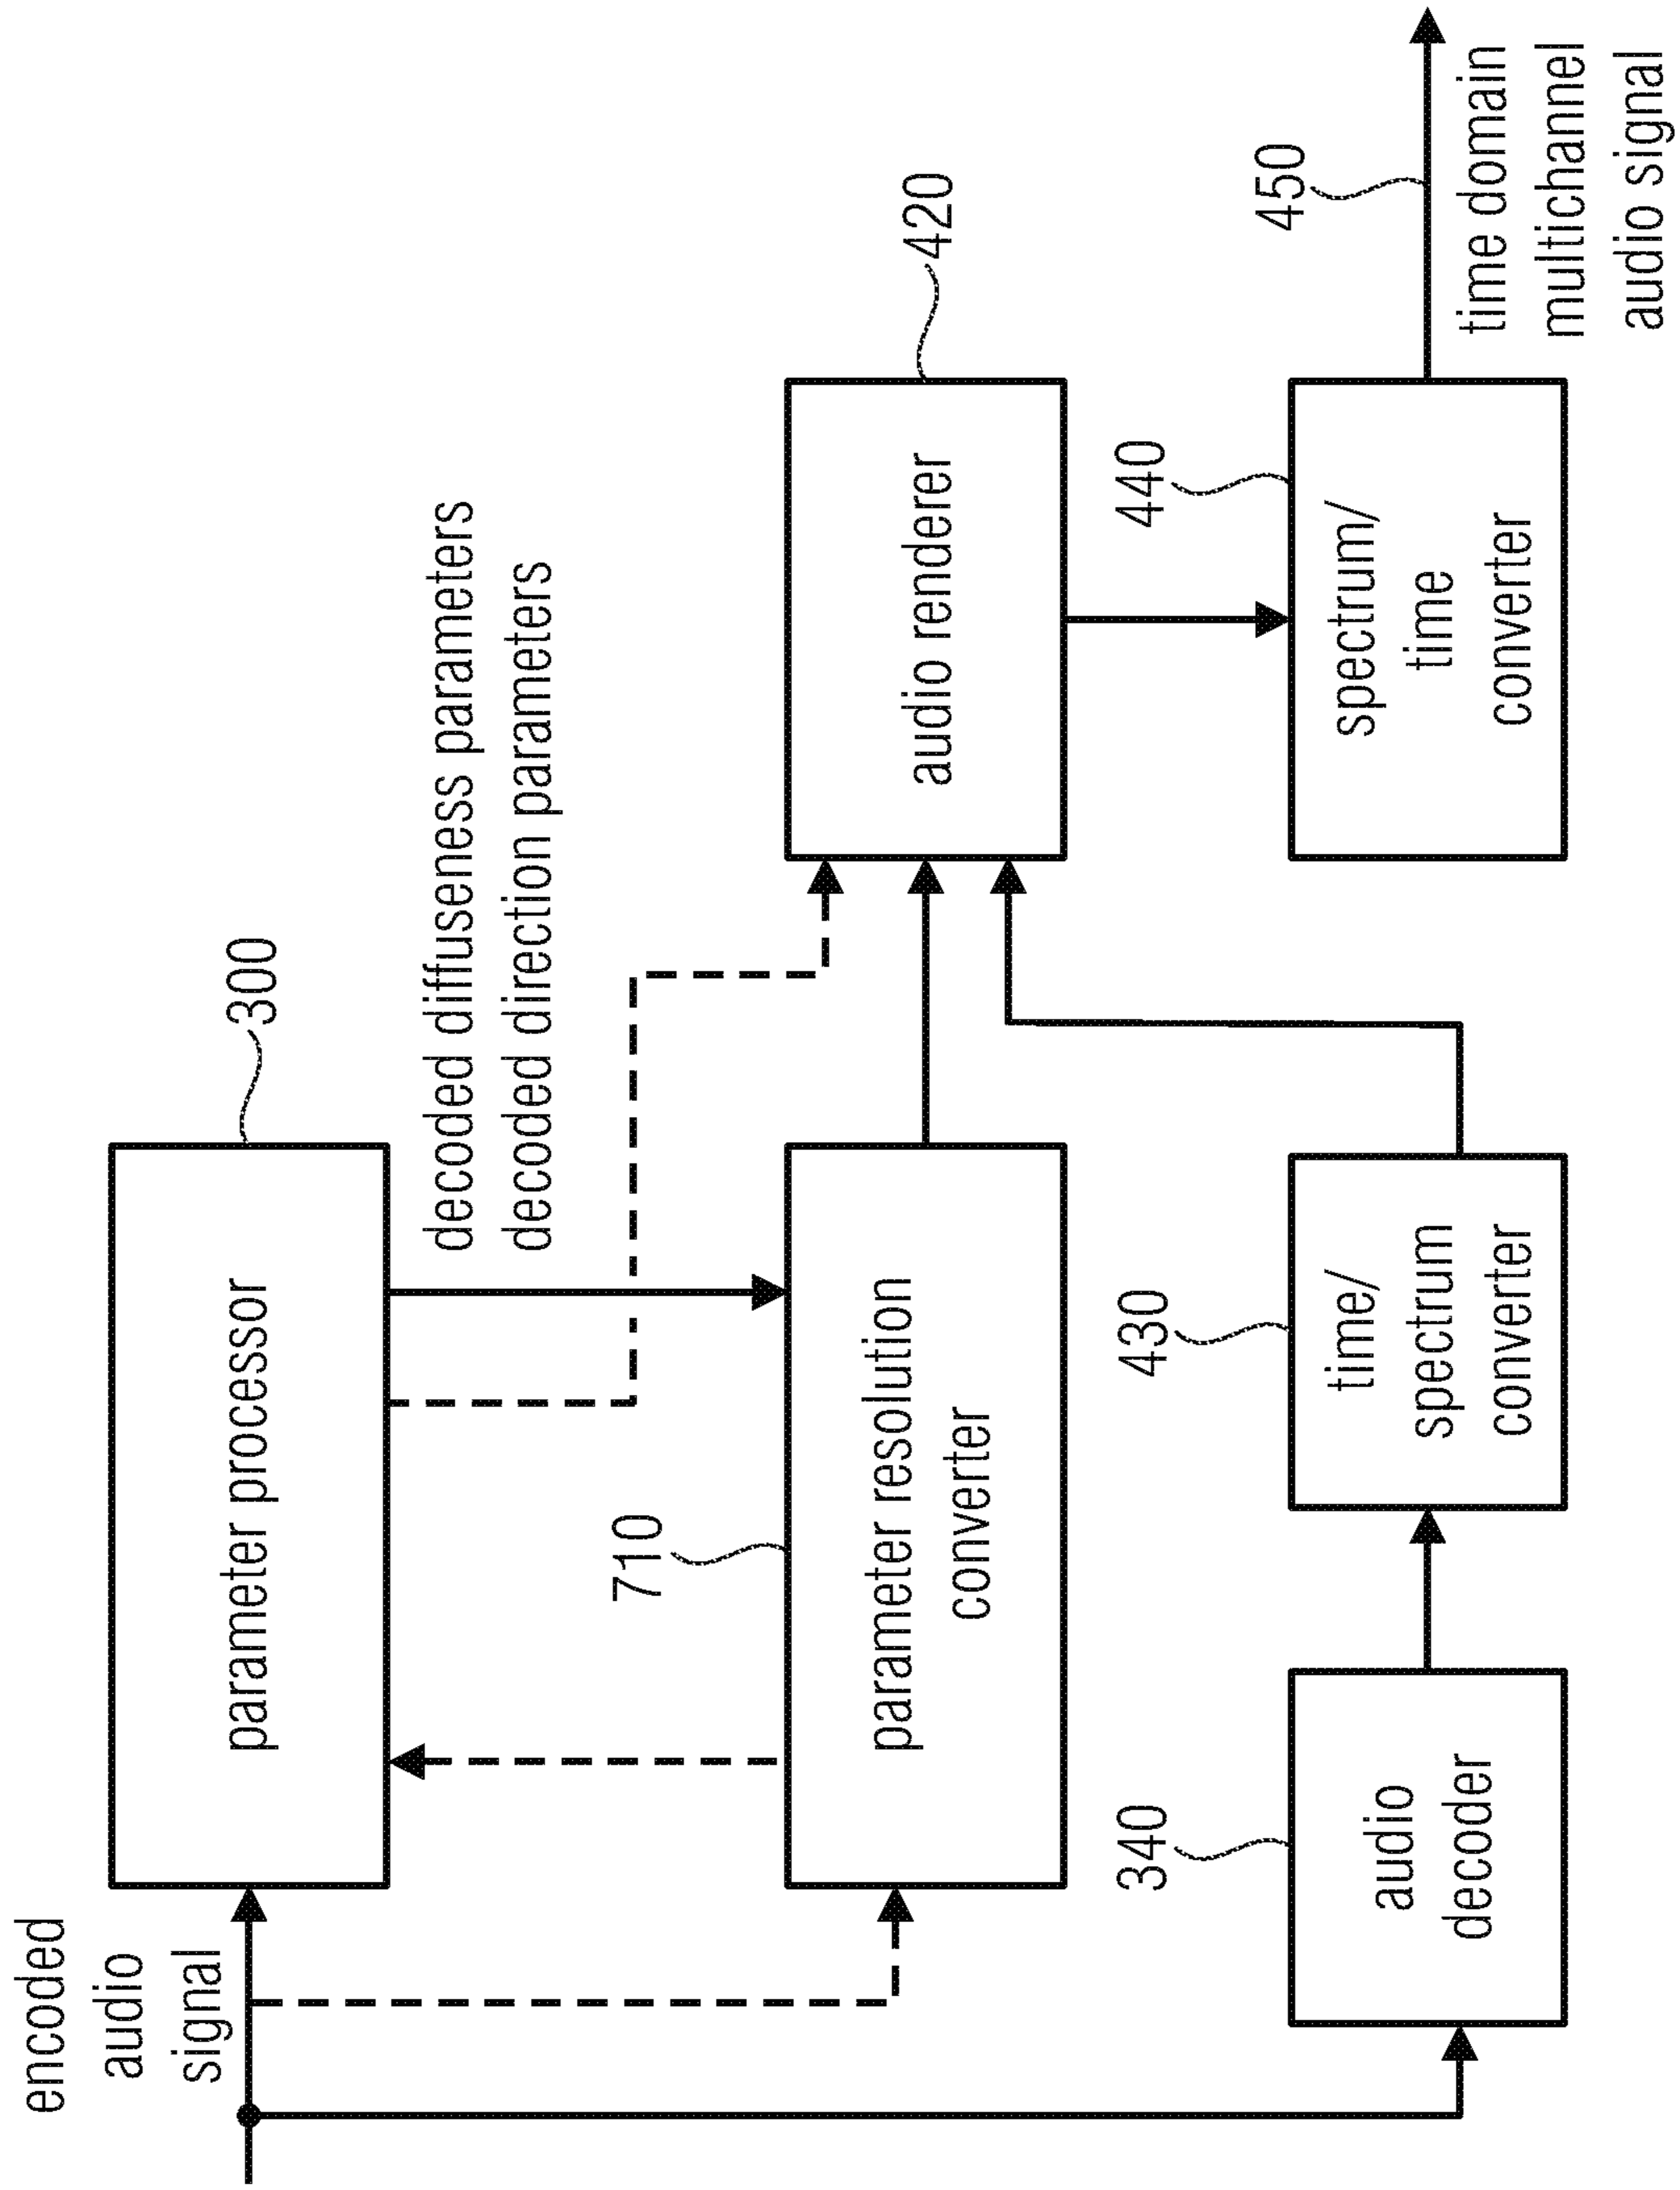 encoded
audio
signal
parameter processor
300
decoded diffuseness parameters
decoded direction parameters
710
parameter resolution
converter
audio renderer
420
340
audio
decoder
430
time/
spectrum
converter
440
spectrum/
time
converter
450
time domain
multichannel
audio signal